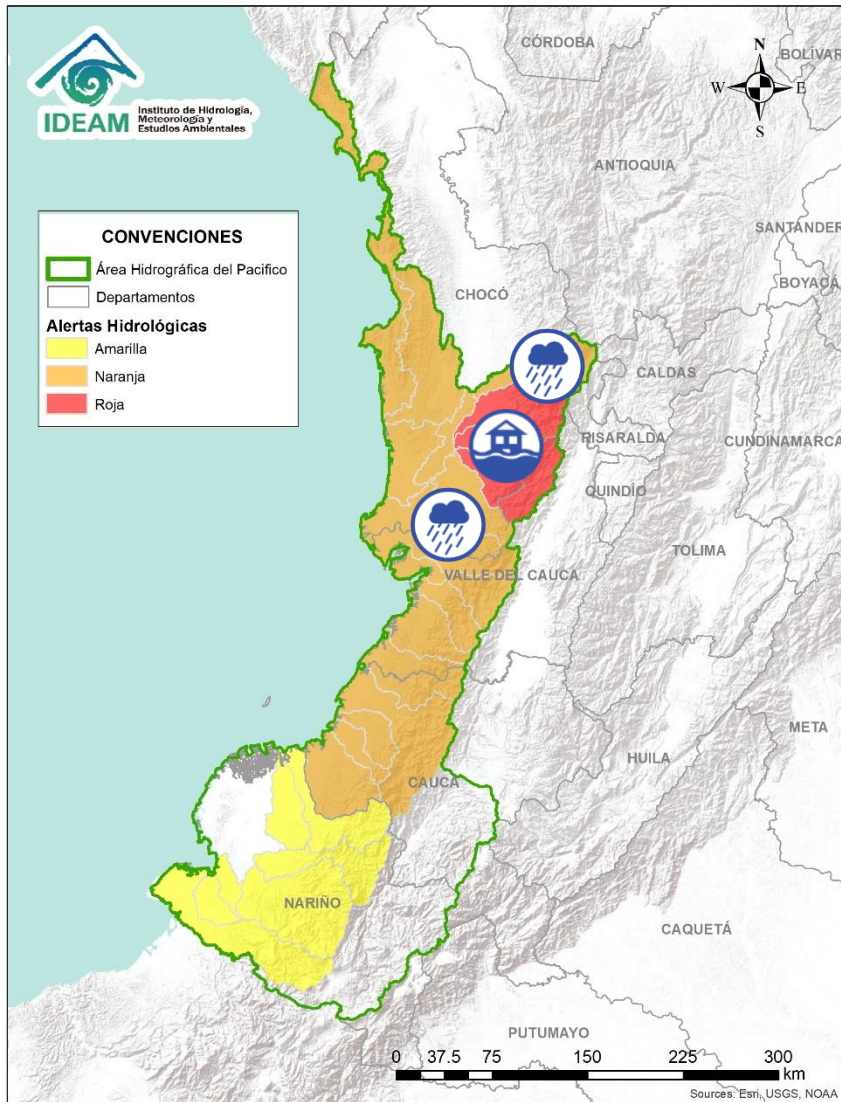 IDEAM
Instituto de Hidrología,
Meteorología y
Estudios Ambientales
CÓRDOBA
BOLÍVAR
N
W
E
S
ANTIOQUIA
SANTANDER
BOYACÁ
CONVENCIONES
Área Hidrográfica del Pacifico
Departamentos
Alertas Hidrológicas
Amarilla
Naranja
Roja
CHOCÓ
CALDAS
RISARALDA
CUNDINAMARCA
QUINDÍO
TOLIMA
VALLE DEL CAUCA
META
HUILA
CAUCA
NARIÑO
CAQUETÁ
PUTUMAYO
0 37.5 75 150 225 300
km
Sources: Esri, USGS, NOAA